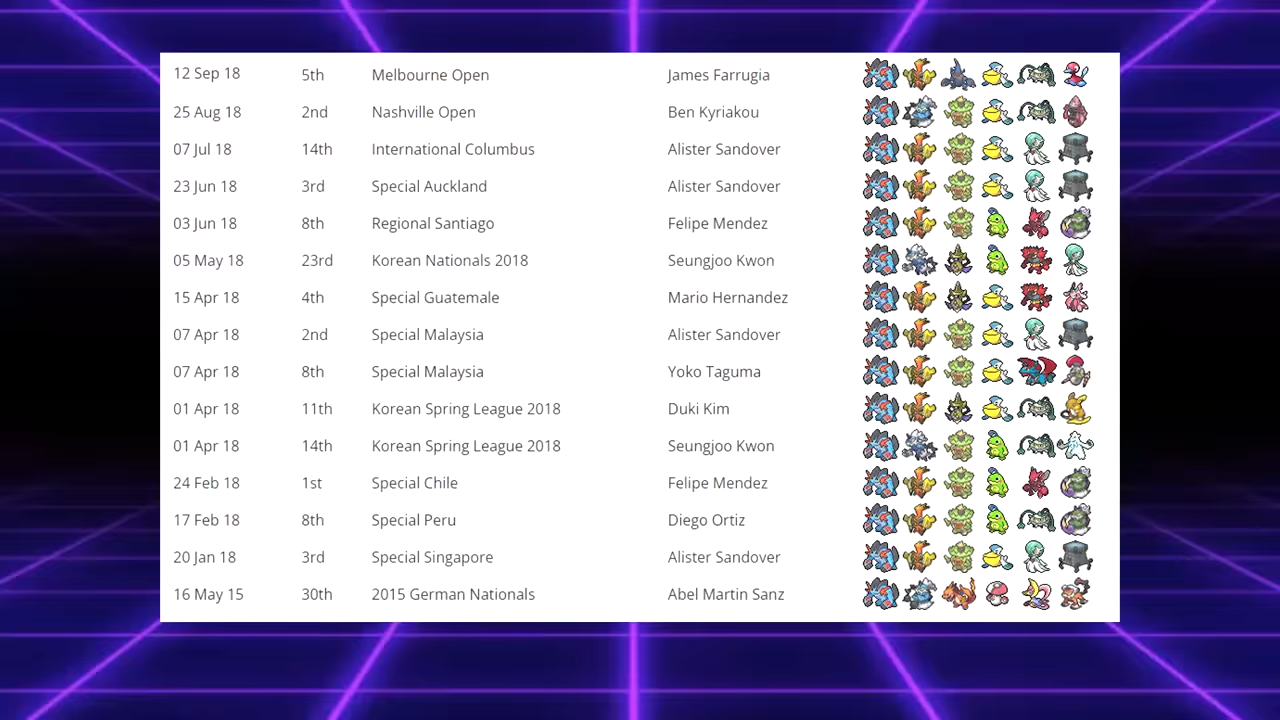 12 Sep 18 5th Melbourne Open James Farrugia
25 Aug 18 2nd Nashville Open Ben Kyriakou
07 Jul 18 14th International Columbus Alister Sandover
23 Jun 18 3rd Special Auckland Alister Sandover
03 Jun 18 8th Regional Santiago Felipe Mendez
05 May 18 23rd Korean Nationals 2018 Seungjoo Kwon
15 Apr 18 4th Special Guatemale Mario Hernandez
07 Apr 18 2nd Special Malaysia Alister Sandover
07 Apr 18 8th Special Malaysia Yoko Taguma
01 Apr 18 11th Korean Spring League 2018 Duki Kim
01 Apr 18 14th Korean Spring League 2018 Seungjoo Kwon
24 Feb 18 1st Special Chile Felipe Mendez
17 Feb 18 8th Special Peru Diego Ortiz
20 Jan 18 3rd Special Singapore Alister Sandover
16 May 15 30th 2015 German Nationals Abel Martin Sanz